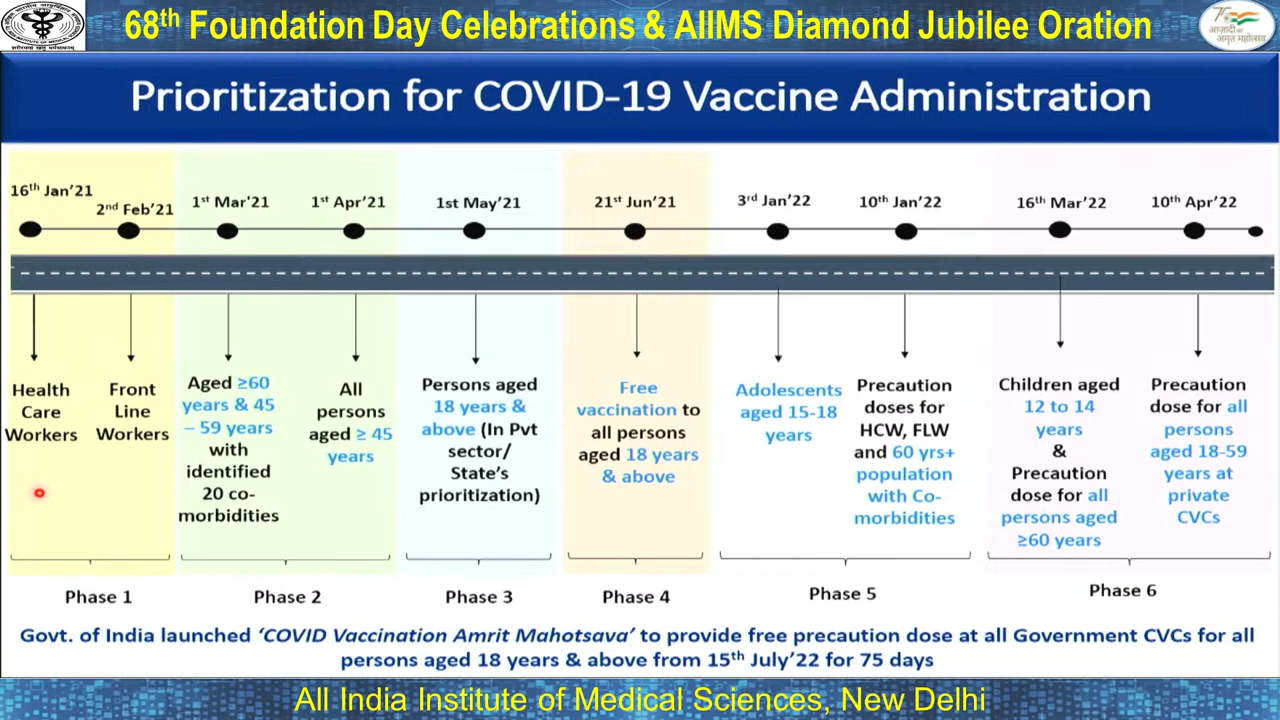 68th Foundation Day Celebrations & AIIMS Diamond Jubilee Oration
आज़ादी का
अमृत महोत्सव
Prioritization for COVID-19 Vaccine Administration
16th Jan'21
2nd Feb'21
1st Mar'21
1st Apr'21
1st May'21
21st Jun'21
3rd Jan'22
10th Jan'22
16th Mar'22
10th Apr'22
Health
Care
Workers
Front
Line
Workers
Aged ≥60
years & 45
– 59 years
with
identified
20 co-
morbidities
All
persons
aged ≥ 45
years
Persons aged
18 years &
above (In Pvt
sector/
State's
prioritization)
Free
vaccination to
all persons
aged 18 years
& above
Adolescents
aged 15-18
years
Precaution
doses for
HCW, FLW
and 60 yrs+
population
with Co-
morbidities
Children aged
12 to 14
years
&
Precaution
dose for all
persons aged
≥60 years
Precaution
dose for all
persons
aged 18-59
years at
private
CVCs
Phase 1
Phase 2
Phase 3
Phase 4
Phase 5
Phase 6
Govt. of India launched 'COVID Vaccination Amrit Mahotsava' to provide free precaution dose at all Government CVCs for all
persons aged 18 years & above from 15th July'22 for 75 days
All India Institute of Medical Sciences, New Delhi